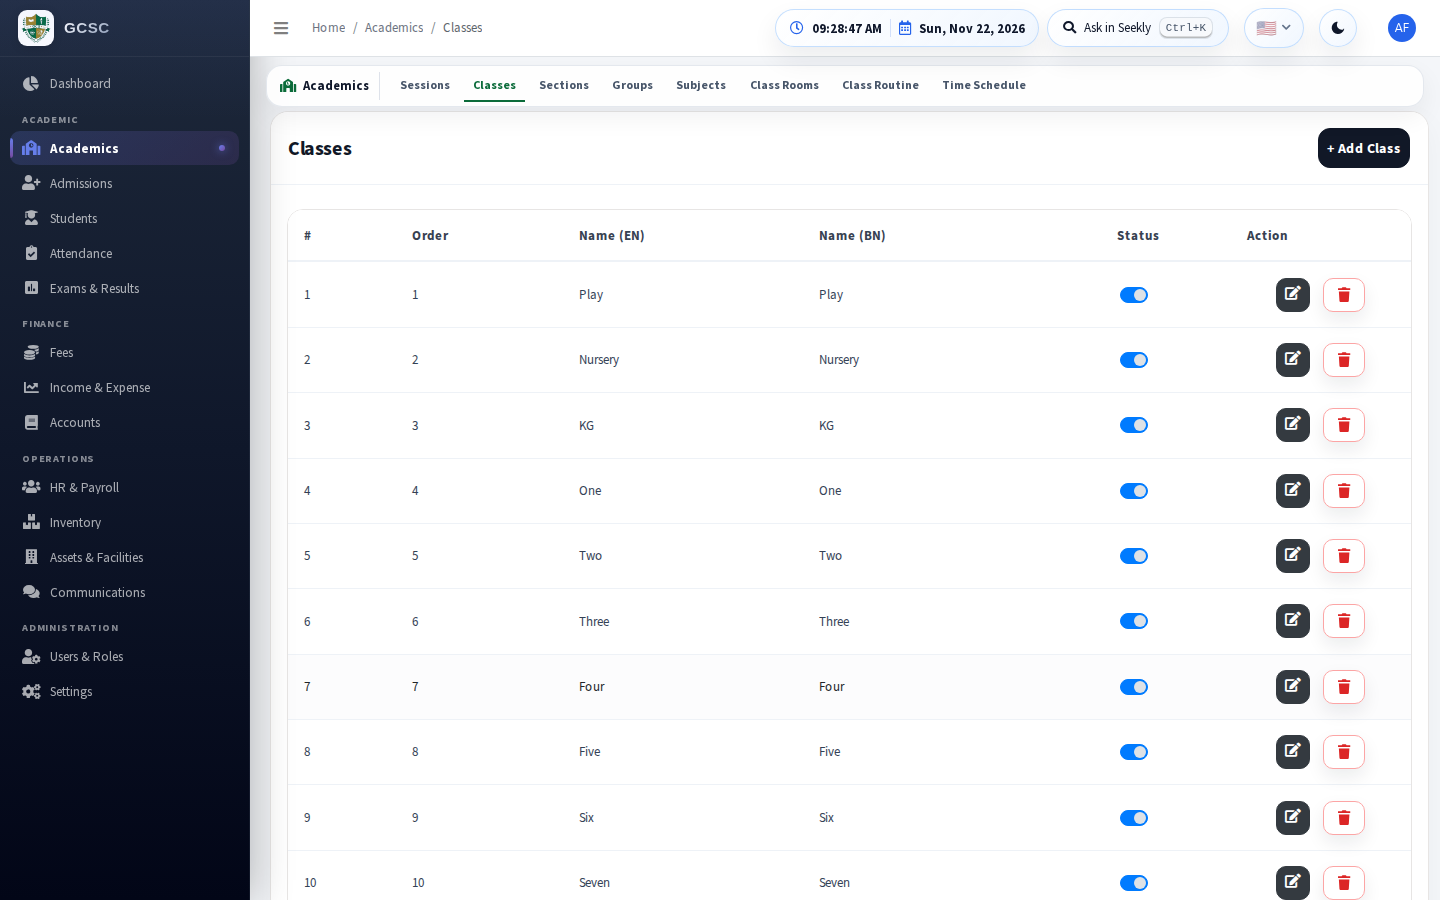 GCSC
Home / Academics / Classes
09:28:47 AM
Sun, Nov 22, 2026
Ask in Seekly
Ctrl+K
AF
Dashboard
ACADEMIC
Academics
Admissions
Students
Attendance
Exams & Results
FINANCE
Fees
Income & Expense
Accounts
OPERATIONS
HR & Payroll
Inventory
Assets & Facilities
Communications
ADMINISTRATION
Users & Roles
Settings
Academics
Sessions
Classes
Sections
Groups
Subjects
Class Rooms
Class Routine
Time Schedule
Classes
+ Add Class
# Order Name (EN) Name (BN) Status Action
1 1 Play Play
2 2 Nursery Nursery
3 3 KG KG
4 4 One One
5 5 Two Two
6 6 Three Three
7 7 Four Four
8 8 Five Five
9 9 Six Six
10 10 Seven Seven